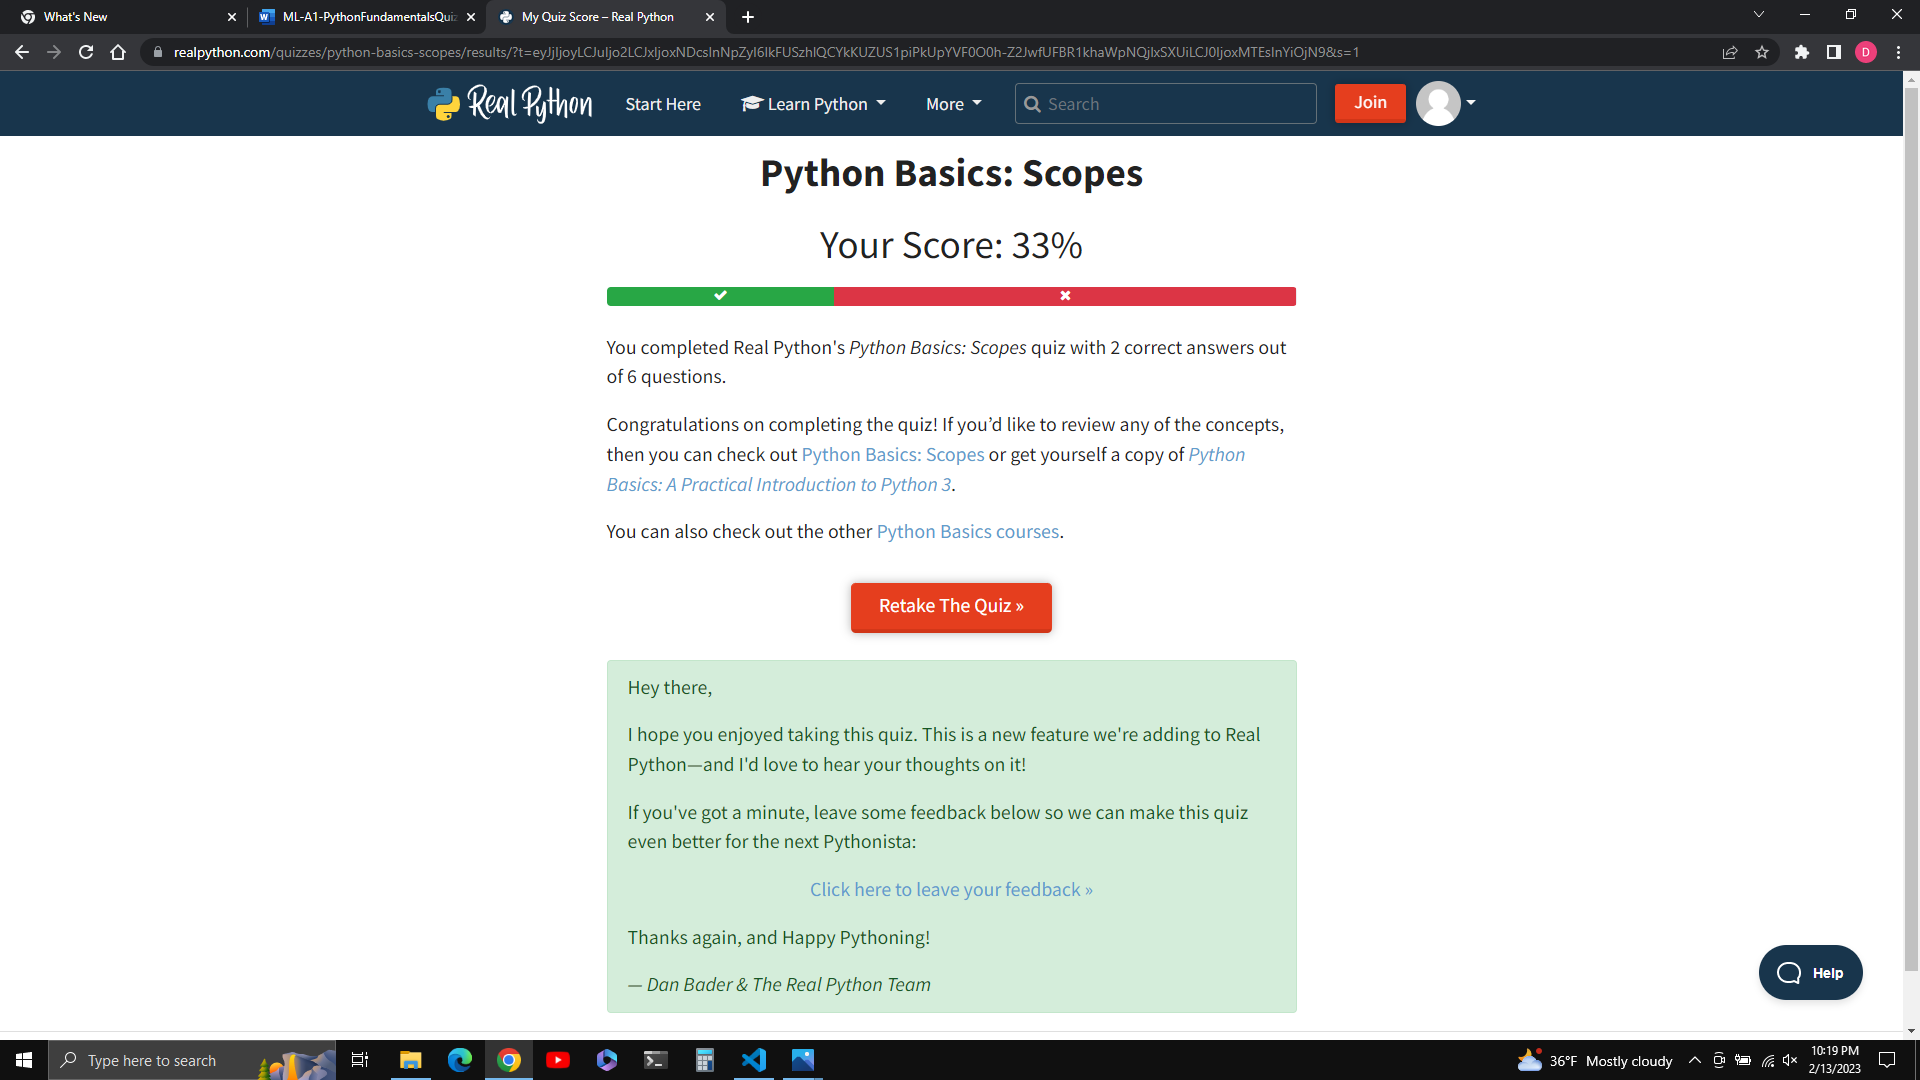 What's New
ML-A1-PythonFundamentalsQuiz
My Quiz Score – Real Python
realpython.com/quizzes/python-basics-scopes/results/?t=eyJjIjoyLCJuIjo2LCJxIjoxNDcsInNpZyI6IkFUSzhlQCYkKUZUS1piPkUpYVF0O0h-Z2JwfUFBR1khaWpNQjlxSXUiLCJ0IjoxMTEsInYiOjN9&s=1
D
Real Python
Start Here
Learn Python
More
Search
Join
Python Basics: Scopes
Your Score: 33%
You completed Real Python's Python Basics: Scopes quiz with 2 correct answers out
of 6 questions.
Congratulations on completing the quiz! If you’d like to review any of the concepts,
then you can check out Python Basics: Scopes or get yourself a copy of Python
Basics: A Practical Introduction to Python 3.
You can also check out the other Python Basics courses.
Retake The Quiz »
Hey there,
I hope you enjoyed taking this quiz. This is a new feature we're adding to Real
Python—and I'd love to hear your thoughts on it!
If you've got a minute, leave some feedback below so we can make this quiz
even better for the next Pythonista:
Click here to leave your feedback »
Thanks again, and Happy Pythoning!
— Dan Bader & The Real Python Team
Help
Type here to search
36°F Mostly cloudy
10:19 PM
2/13/2023